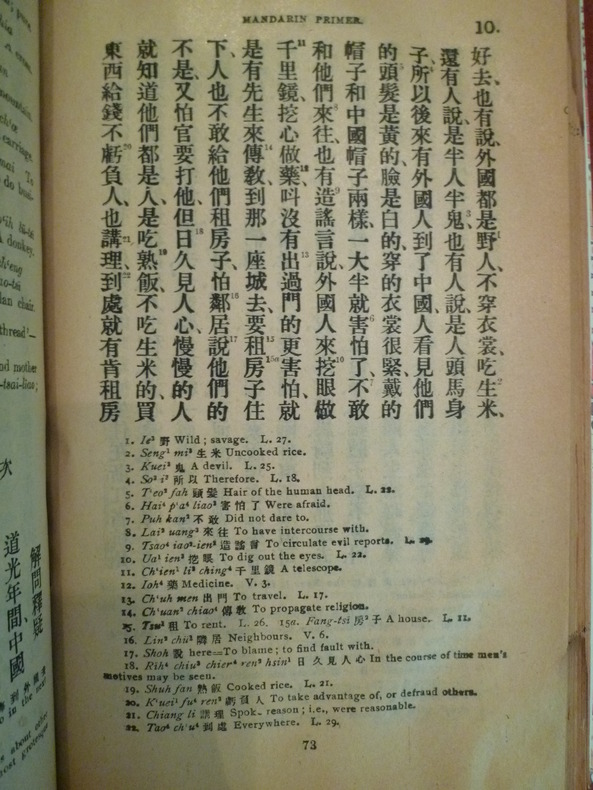 MANDARIN PRIMER.
10.
好去、也有說、外國都是野人、不穿衣裳、吃生米、
還有人說、是半人半鬼、也有人說、是人頭馬身
子、所以後來有外國人到了中國、人看見他們
的頭髮是黃的、臉是白的、穿的衣裳很緊、戴的
帽子和中國帽子兩樣、一大半就害怕了、不敢
和他們來往、也有造謠言說、外國人來挖眼做
千里鏡、挖心做藥、叫沒有出過門的更害怕、就
是有先生來傳教、到那一座城去、要租房子住
下、人也不敢給他們租房子、怕鄰居說他們的
不是、又怕官要打他、但日久見人心、慢慢的人
就知道他們都是人、是吃熟飯、不吃生米的、買
東西給錢、不虧負人、也講理、到處就有肯租房
1. Ie³ 野 Wild; savage. L. 27.
2. Seng¹ mi³ 生米 Uncooked rice.
3. Kuei³ 鬼 A devil. L. 25.
4. So³ i³ 所以 Therefore. L. 18.
5. T'eo² fah 頭髮 Hair of the human head. L. 22.
6. Hai⁴ p'a⁴ liao³ 害怕了 Were afraid.
7. Puh kan³ 不敢 Did not dare to.
8. Lai² uang³ 來往 To have intercourse with.
9. Tsao⁴ iao²-ien² 造謠言 To circulate evil reports. L. 29.
10. Ua¹ ien³ 挖眼 To dig out the eyes. L. 22.
11. Ch'ien¹ li³ ching⁴ 千里鏡 A telescope.
12. Ioh⁴ 藥 Medicine. V. 3.
13. Ch'uh men 出門 To travel. L. 17.
14. Ch'uan² chiao⁴ 傳教 To propagate religion.
15. Tsu¹ 租 To rent. L. 26. 15a. Fang-tsi 房子 A house. L. 11.
16. Lin² chü¹ 鄰居 Neighbours. V. 6.
17. Shoh 說 here=To blame; to find fault with.
18. Rih⁴ chiu³ chien⁴ ren² hsin¹ 日久見人心 In the course of time men's
motives may be seen.
19. Shuh fan 熟飯 Cooked rice. L. 21.
20. K'uei¹ fu⁴ ren² 虧負人 To take advantage of, or defraud others.
21. Chiang li 講理 Spoke reason; i.e., were reasonable.
22. Tao⁴ ch'u⁴ 到處 Everywhere. L. 29.
73
解問釋疑
道光年間、中國
次